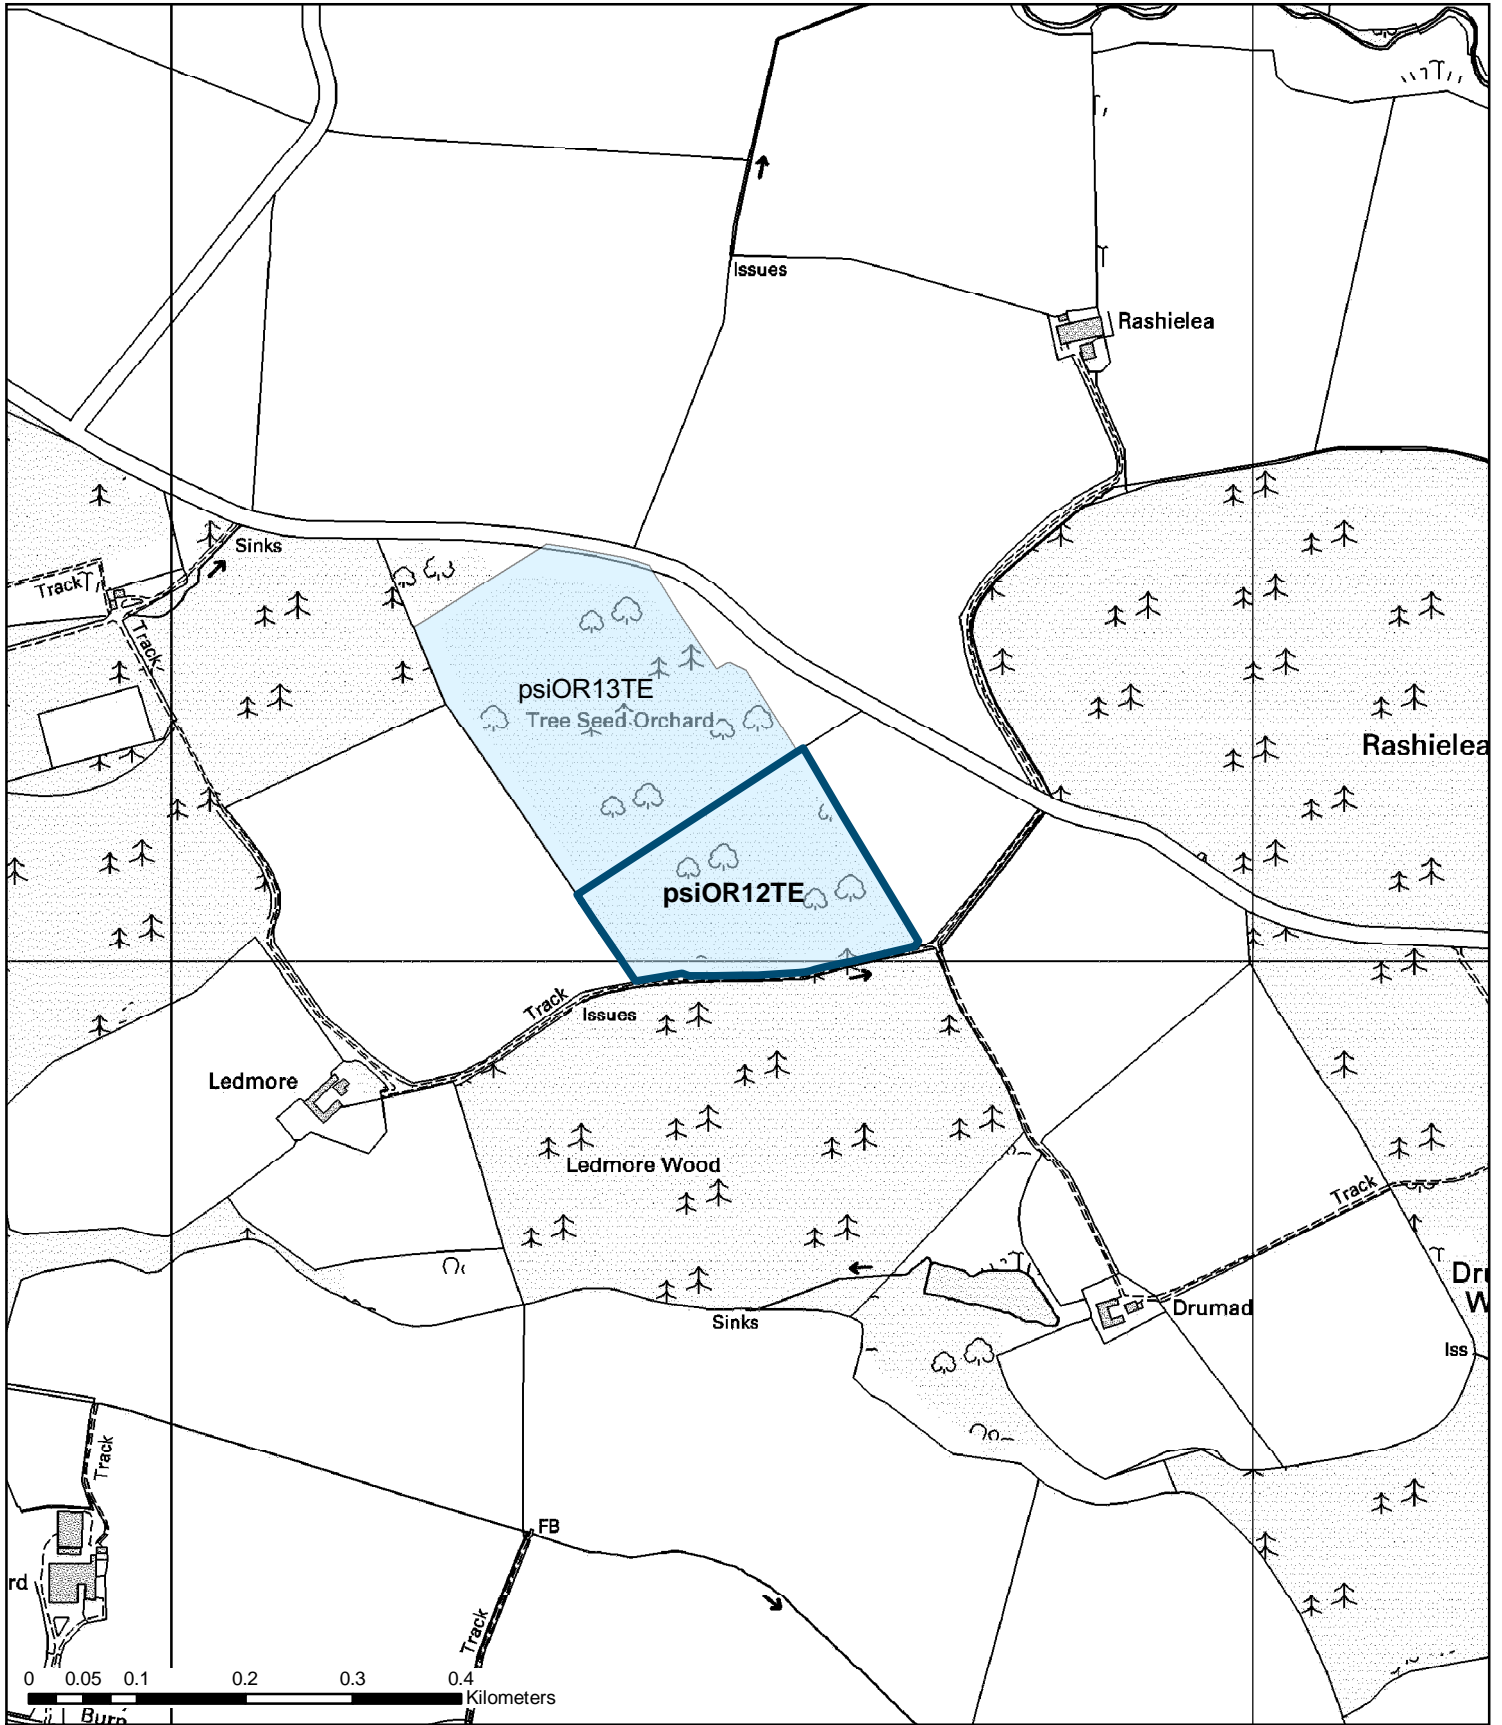 Issues
Rashielea
Sinks
Track
Track
psiOR13TE
Tree Seed Orchard
Rashielea
psiOR12TE
Track
Issues
Ledmore
Ledmore Wood
Track
Dru
W
Drumad
Sinks
Iss
Track
FB
rd
Track
0 0.05 0.1 0.2 0.3 0.4
Kilometers
Burn